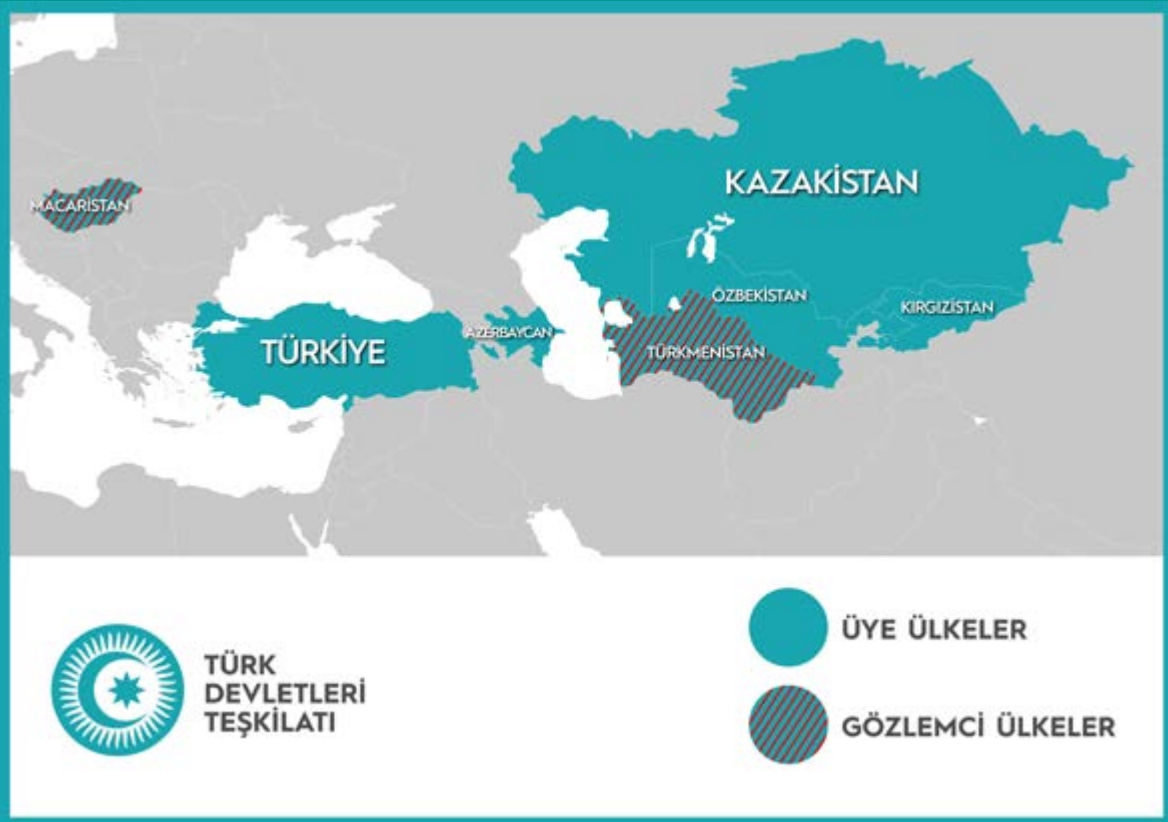 KAZAKİSTAN
MACARİSTAN
ÖZBEKİSTAN
KIRGIZİSTAN
AZERBAYCAN
TÜRKİYE
TÜRKMENİSTAN
TÜRK
DEVLETLERİ
TEŞKİLATI
ÜYE ÜLKELER
GÖZLEMCİ ÜLKELER